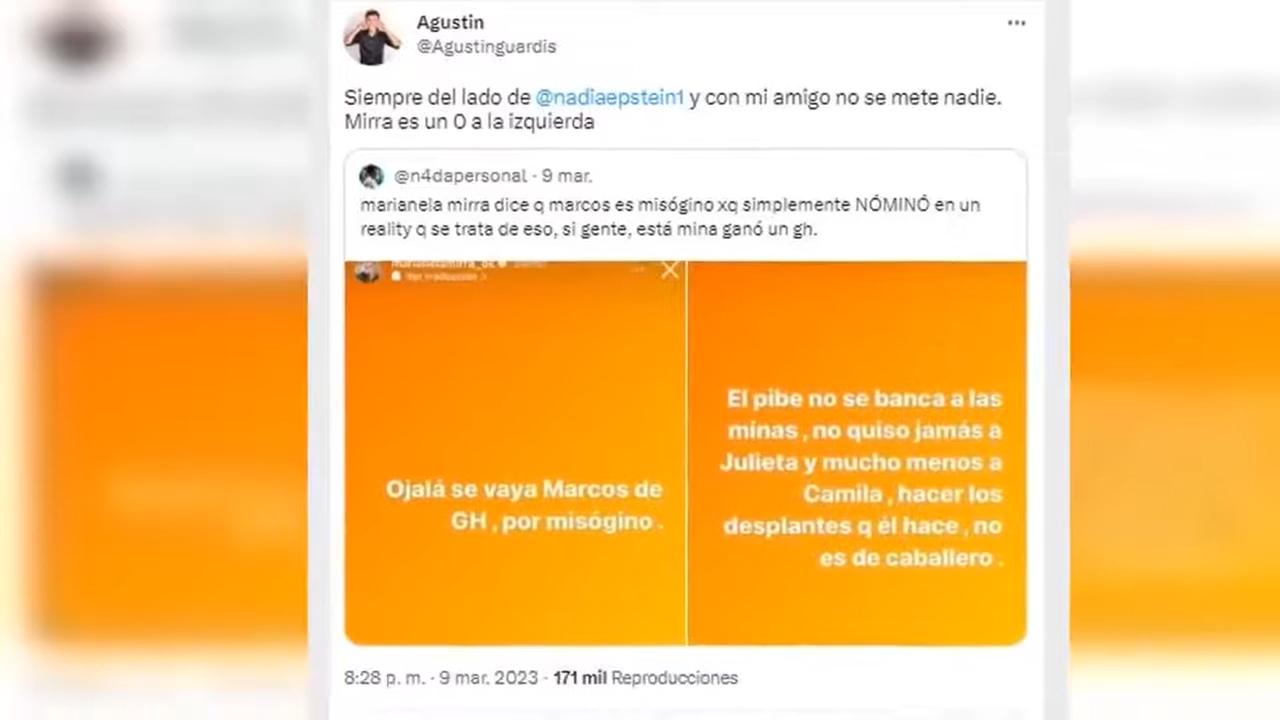 Agustin
@Agustinguardis
Siempre del lado de @nadiaepstein1 y con mi amigo no se mete nadie.
Mirra es un 0 a la izquierda
@n4dapersonal · 9 mar.
marianela mirra dice q marcos es misógino xq simplemente NÓMINÓ en un
reality q se trata de eso, si gente, está mina ganó un gh.
Ver traducción >
Ojalá se vaya Marcos de
GH , por misógino .
El pibe no se banca a las
minas , no quiso jamás a
Julieta y mucho menos a
Camila , hacer los
desplantes q él hace , no
es de caballero .
8:28 p. m. · 9 mar. 2023 · 171 mil Reproducciones